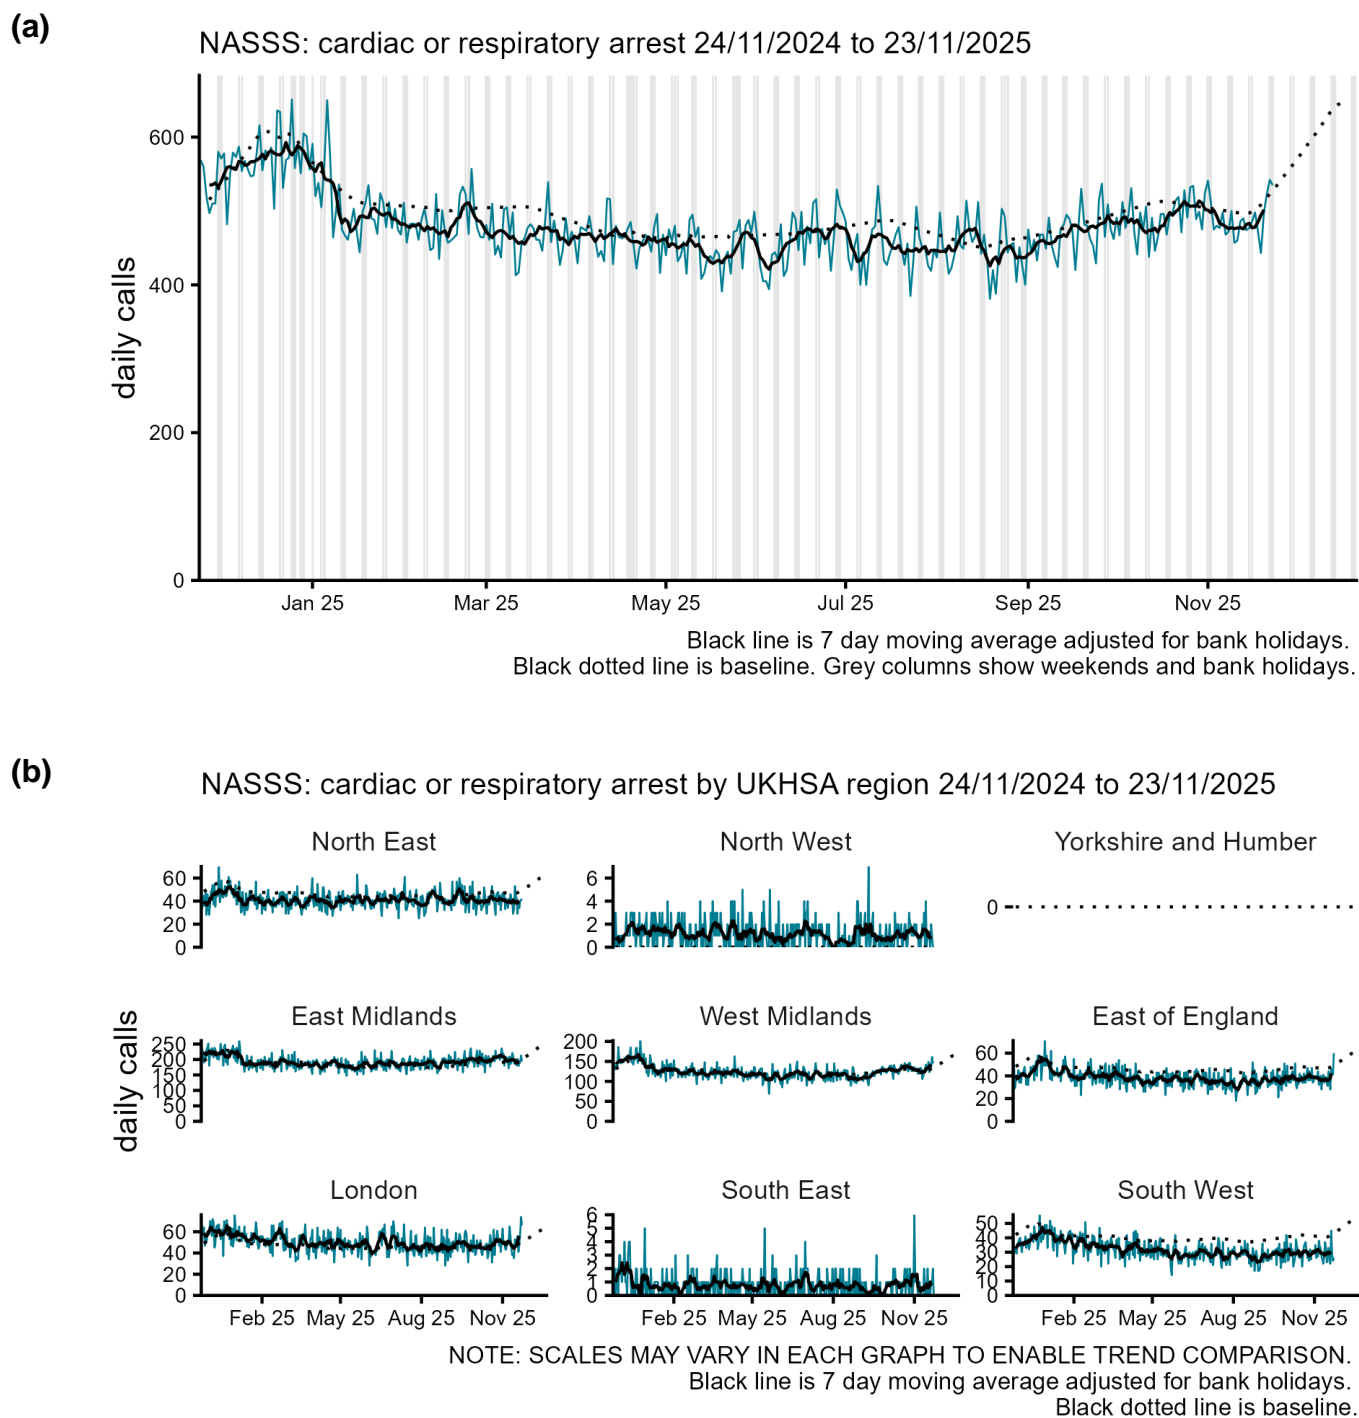 (a)
NASSS: cardiac or respiratory arrest 24/11/2024 to 23/11/2025
daily calls
600
400
200
0
Jan 25 Mar 25 May 25 Jul 25 Sep 25 Nov 25
Black line is 7 day moving average adjusted for bank holidays.
Black dotted line is baseline. Grey columns show weekends and bank holidays.
(b)
NASSS: cardiac or respiratory arrest by UKHSA region 24/11/2024 to 23/11/2025
daily calls
North East
60
40
20
0
North West
6
4
2
0
Yorkshire and Humber
0
East Midlands
250
200
150
100
50
0
West Midlands
200
150
100
50
0
East of England
60
40
20
0
London
60
40
20
0
Feb 25 May 25 Aug 25 Nov 25
South East
6
5
4
3
2
1
0
Feb 25 May 25 Aug 25 Nov 25
South West
50
40
30
20
10
0
Feb 25 May 25 Aug 25 Nov 25
NOTE: SCALES MAY VARY IN EACH GRAPH TO ENABLE TREND COMPARISON.
Black line is 7 day moving average adjusted for bank holidays.
Black dotted line is baseline.